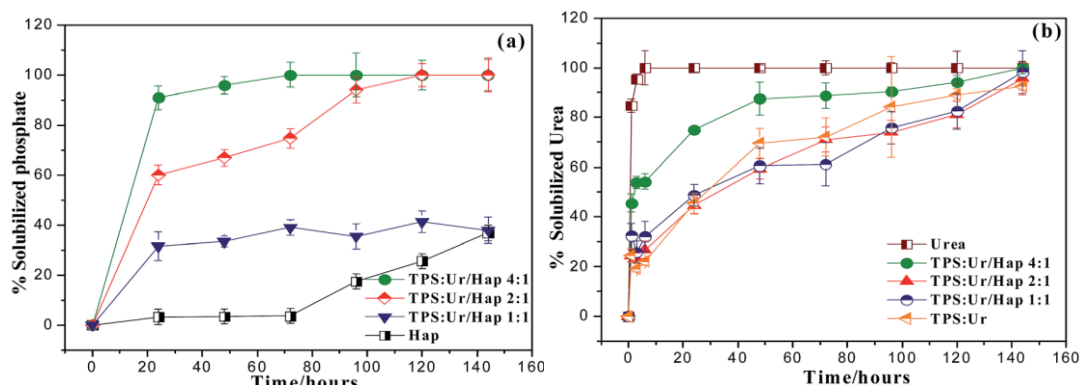 (a)
% Solubilized phosphate
120
100
80
60
40
20
0
TPS:Ur/Hap 4:1
TPS:Ur/Hap 2:1
TPS:Ur/Hap 1:1
Hap
0 20 40 60 80 100 120 140 160
Time/hours
(b)
% Solubilized Urea
120
100
80
60
40
20
0
Urea
TPS:Ur/Hap 4:1
TPS:Ur/Hap 2:1
TPS:Ur/Hap 1:1
TPS:Ur
0 20 40 60 80 100 120 140 160
Time/hours